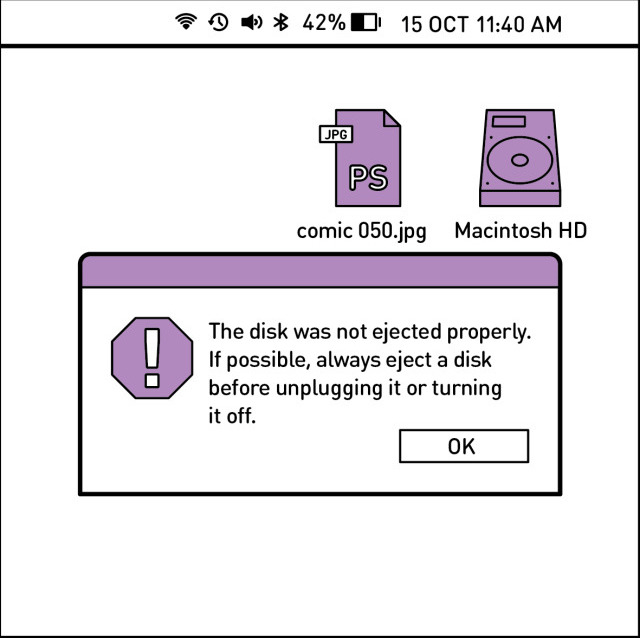 42% 15 OCT 11:40 AM
JPG
PS
comic 050.jpg Macintosh HD
The disk was not ejected properly.
If possible, always eject a disk
before unplugging it or turning
it off.
OK